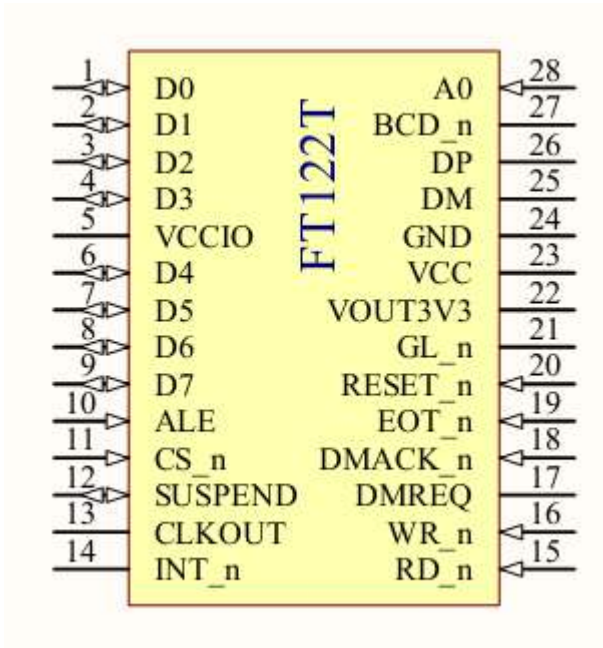 FT122T
1 D0 A0 28
2 D1 BCD_n 27
3 D2 DP 26
4 D3 DM 25
5 VCCIO GND 24
6 D4 VCC 23
7 D5 VOUT3V3 22
8 D6 GL_n 21
9 D7 RESET_n 20
10 ALE EOT_n 19
11 CS_n DMACK_n 18
12 SUSPEND DMREQ 17
13 CLKOUT WR_n 16
14 INT_n RD_n 15